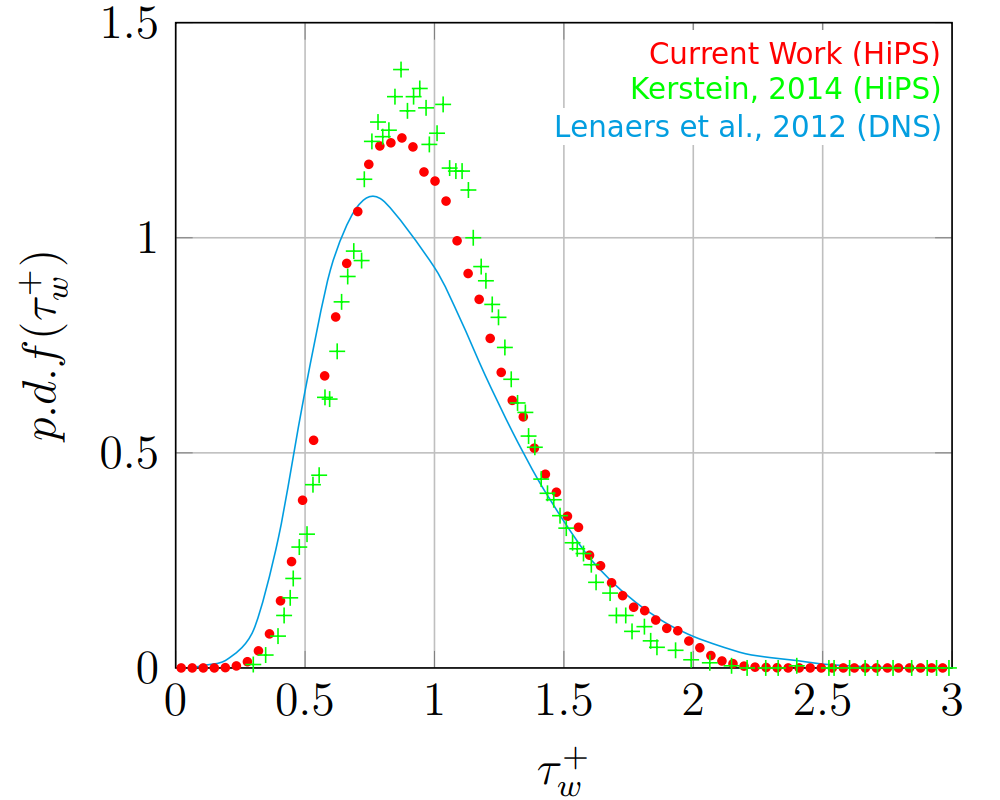 1.5
Current Work (HiPS)
Kerstein, 2014 (HiPS)
Lenaers et al., 2012 (DNS)
1
p.d.f(τ_w^+)
0.5
0
0 0.5 1 1.5 2 2.5 3
τ_w^+